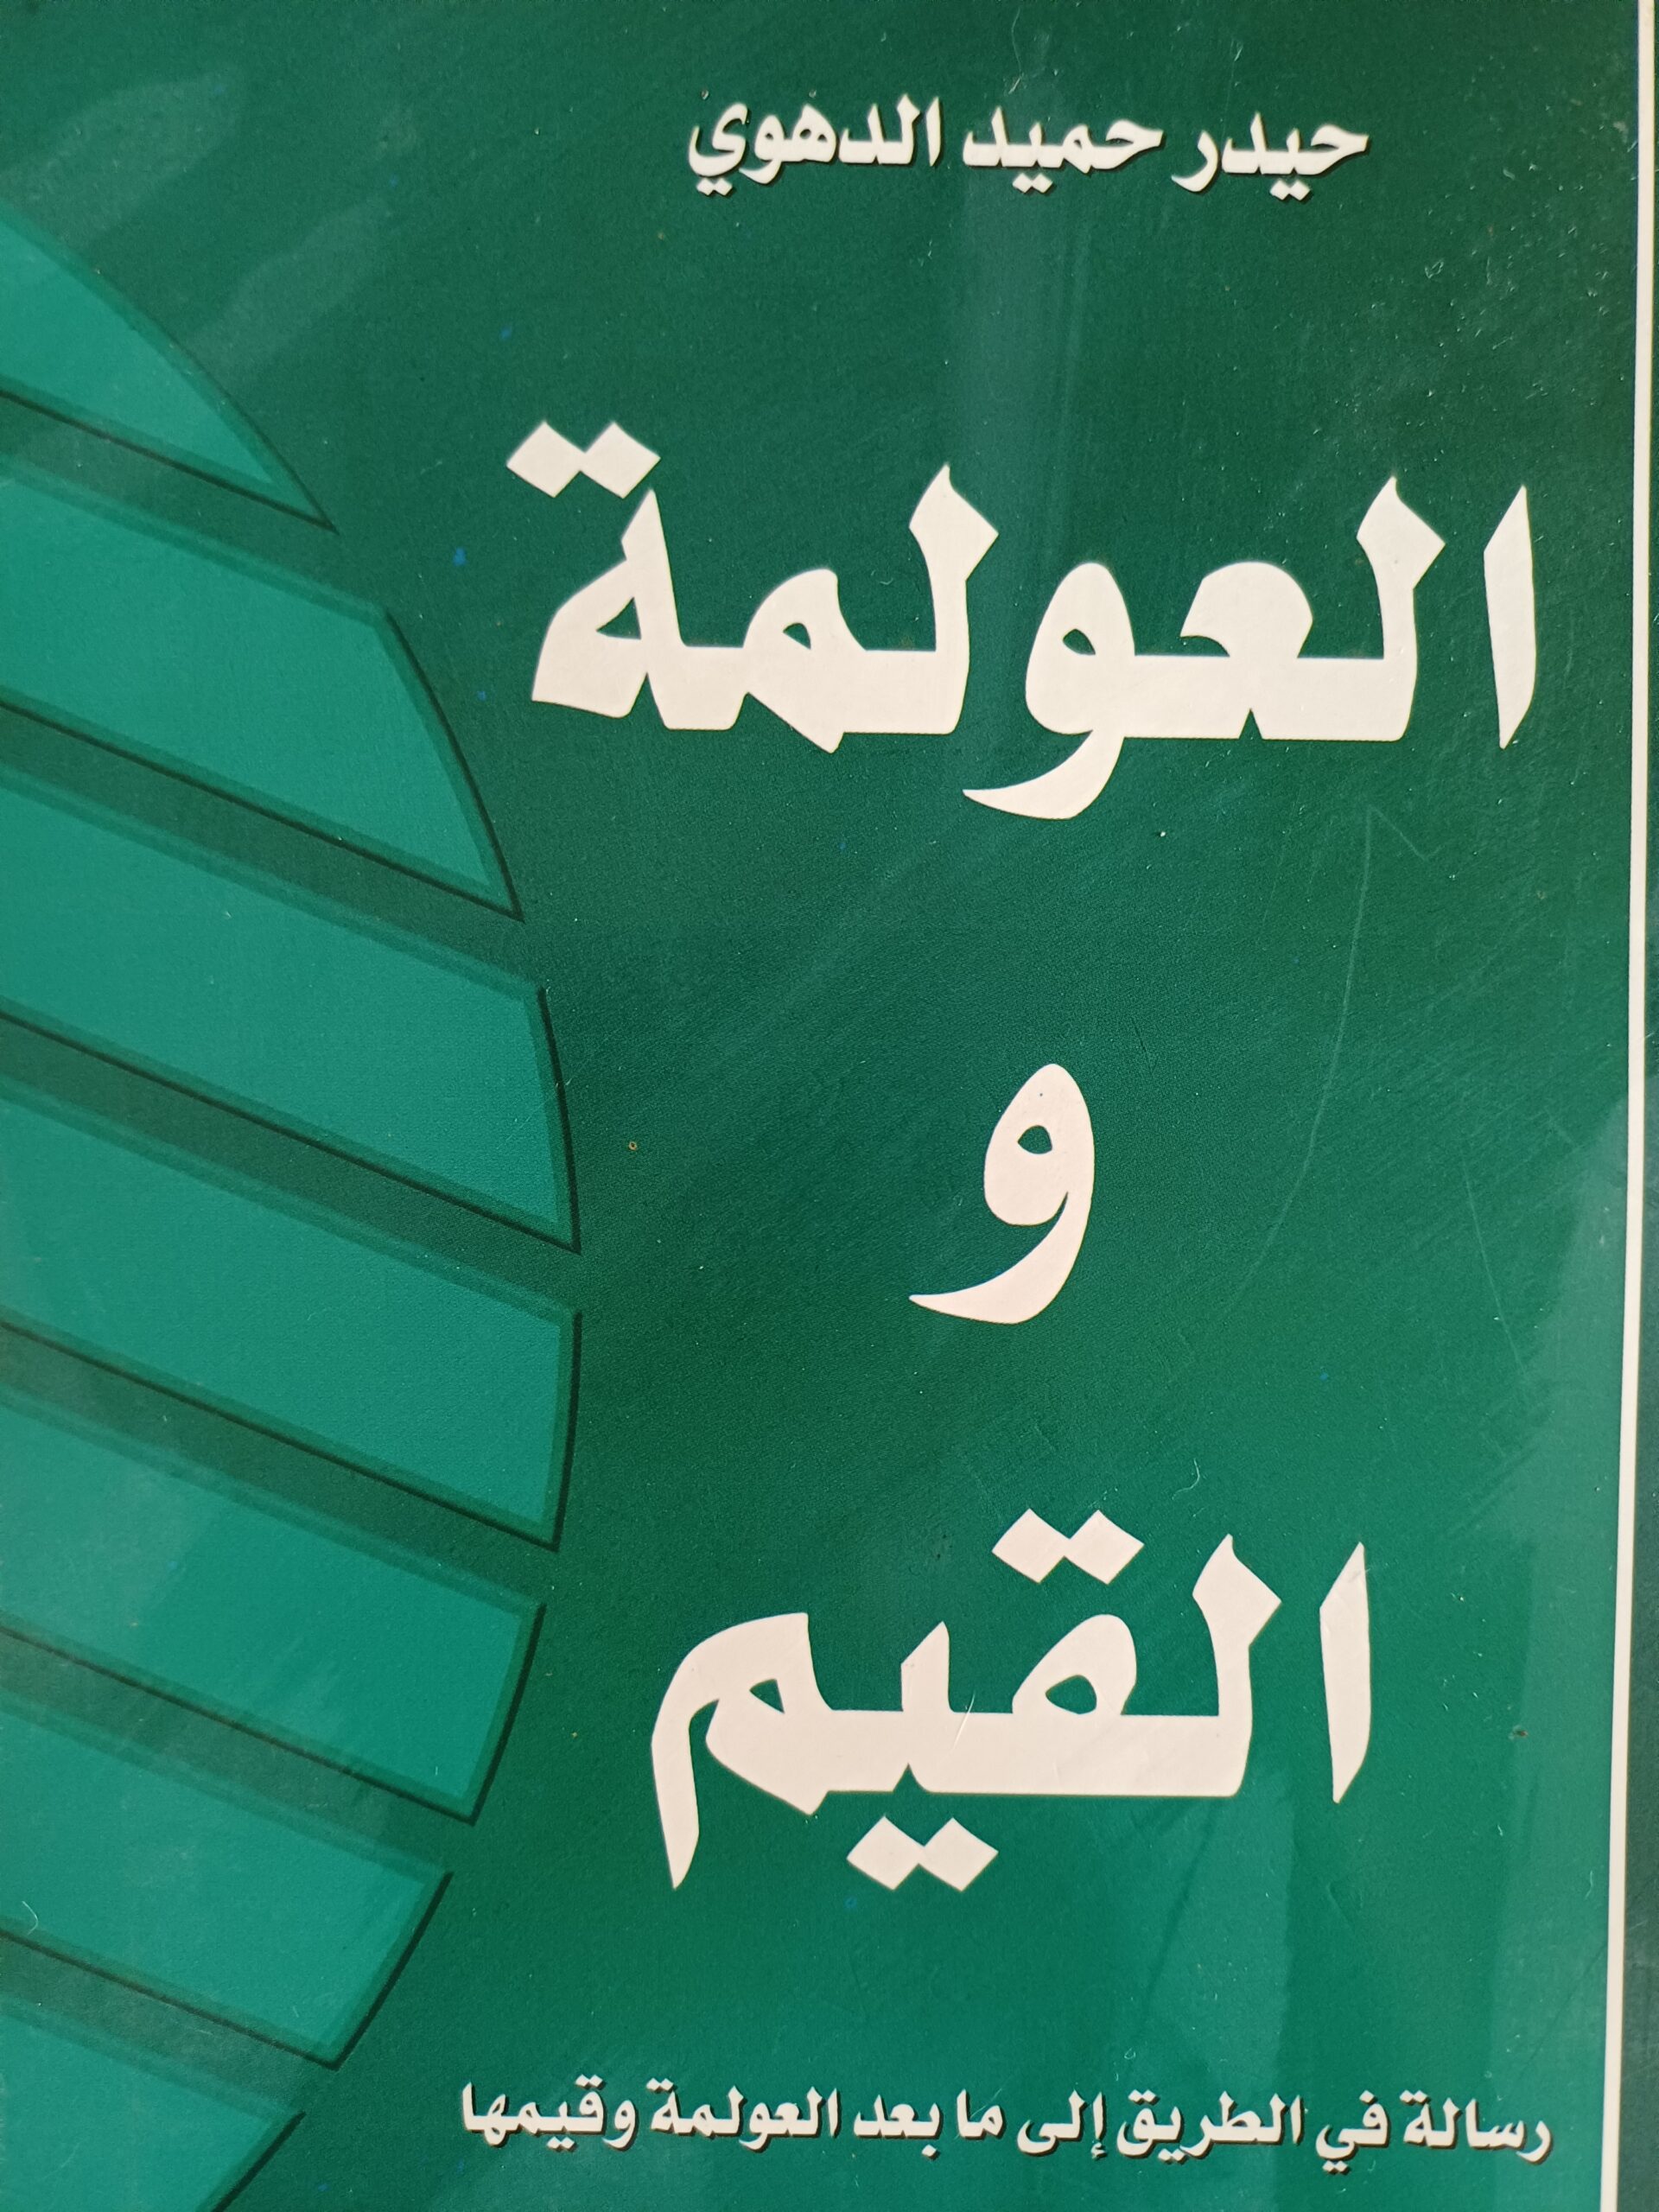 حيدر حميد الدهوي
العولمة
و
القيم
رسالة في الطريق إلى ما بعد العولمة وقيمها